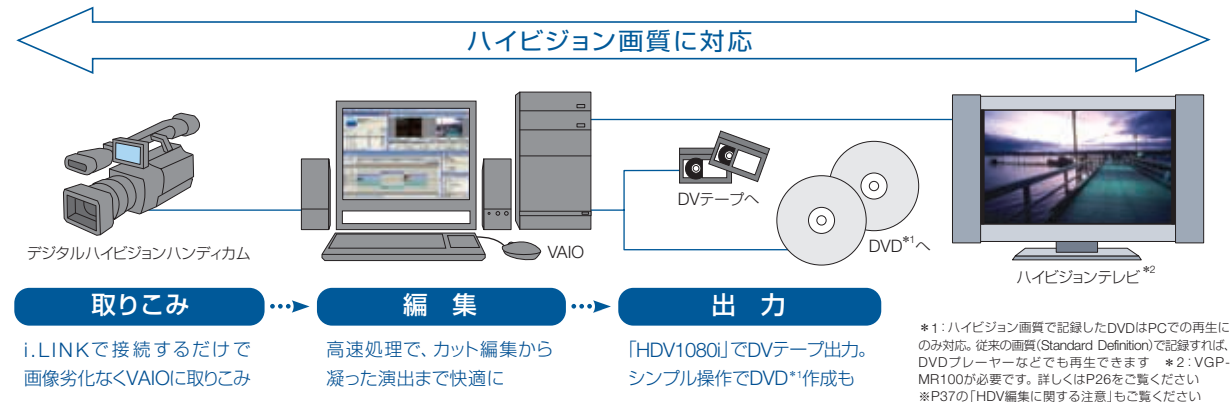 ハイビジョン画質に対応
デジタルハイビジョンハンディカム
VAIO
DVテープへ
DVD*1へ
ハイビジョンテレビ*2
取りこみ
編 集
出 力
i.LINKで接続するだけで
画像劣化なくVAIOに取りこみ
高速処理で、カット編集から
凝った演出まで快適に
「HDV1080i」でDVテープ出力。
シンプル操作でDVD*1作成も
*1：ハイビジョン画質で記録したDVDはPCでの再生に
のみ対応。従来の画質(Standard Definition)で記録すれば、
DVDプレーヤーなどでも再生できます *2：VGP-
MR100が必要です。詳しくはP26をご覧ください
※P37の「HDV編集に関する注意」もご覧ください